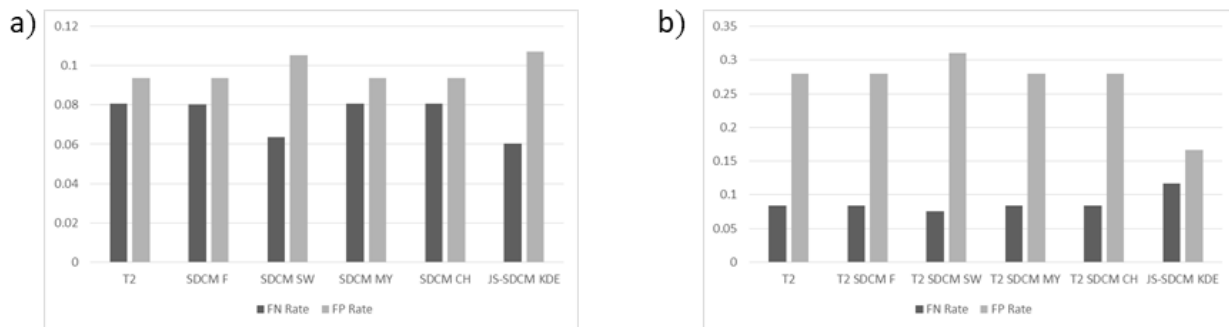 a)
0.12
0.1
0.08
0.06
0.04
0.02
0
T2 SDCM F SDCM SW SDCM MY SDCM CH JS-SDCM KDE
FN Rate FP Rate
b)
0.35
0.3
0.25
0.2
0.15
0.1
0.05
0
T2 T2 SDCM F T2 SDCM SW T2 SDCM MY T2 SDCM CH JS-SDCM KDE
FN Rate FP Rate